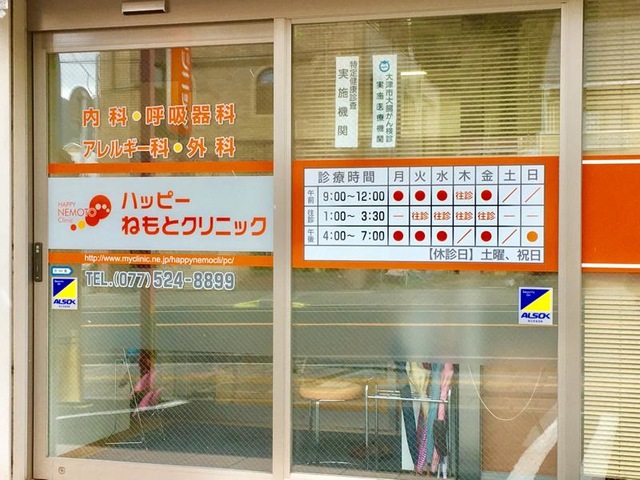 内科・呼吸器科
アレルギー科・外科
HAPPY
NEMOTO
Clinic
ハッピー
ねもとクリニック
http://www.myclinic.ne.jp/happynemocli/pc/
TEL.(077)524-8899
ALSOK
特定健康診査
実施機関
大津市大腸がん検診
実施医療機関
診療時間 月 火 水 木 金 土 日
午前 9:00〜12:00 ● ● ● 往診 ● ／ ／
往診 1:00〜 3:30 — 往診 往診 往診 往診 — —
午後 4:00〜 7:00 ● ● ● ／ ● ／ ●
【休診日】土曜、祝日
ALSOK